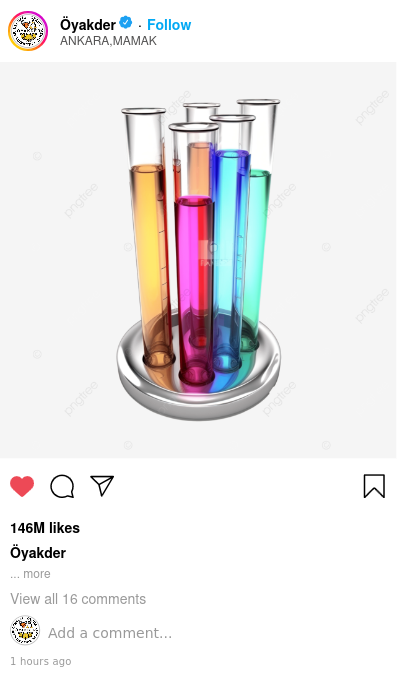 Öyakder · Follow
ANKARA,MAMAK
pngtree
pngtree
pngtree
pngtree
pngtree
pngtree
pngtree
146M likes
Öyakder
... more
View all 16 comments
Add a comment...
1 hours ago